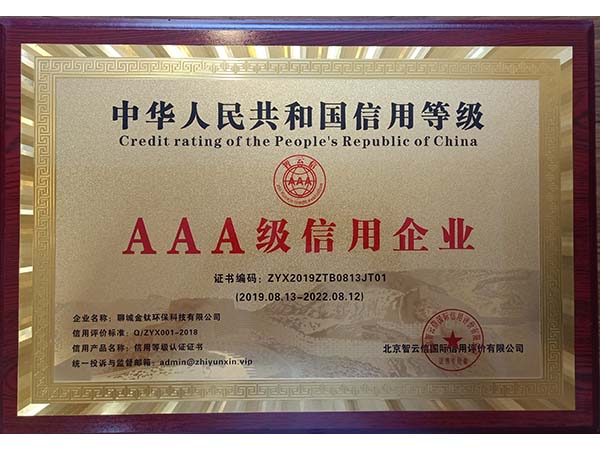 中华人民共和国信用等级
Credit rating of the People's Republic of China
智云信
AAA
AAA级信用企业
证书编码：ZYX2019ZTB0813JT01
(2019.08.13-2022.08.12)
企业名称：聊城金钛环保科技有限公司
信用评价标准：Q/ZYX001-2018
信用产品名称：信用等级认证证书
统一投诉与监督邮箱：admin@zhiyunxin.vip
北京智云信国际信用评价有限公司